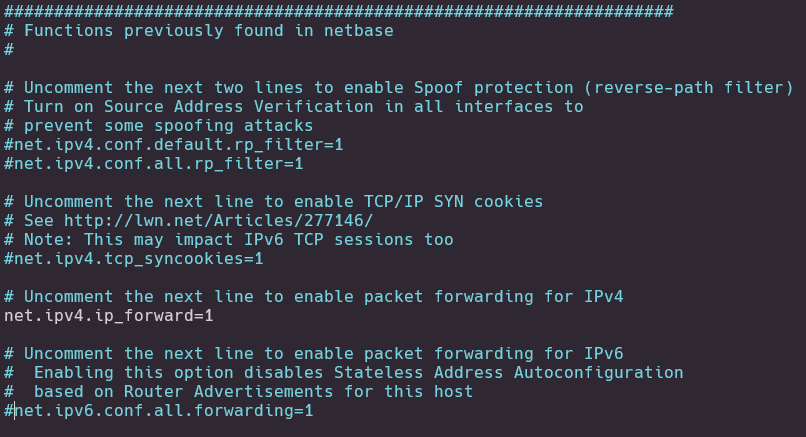 ###################################################################
# Functions previously found in netbase
#

# Uncomment the next two lines to enable Spoof protection (reverse-path filter)
# Turn on Source Address Verification in all interfaces to
# prevent some spoofing attacks
#net.ipv4.conf.default.rp_filter=1
#net.ipv4.conf.all.rp_filter=1

# Uncomment the next line to enable TCP/IP SYN cookies
# See http://lwn.net/Articles/277146/
# Note: This may impact IPv6 TCP sessions too
#net.ipv4.tcp_syncookies=1

# Uncomment the next line to enable packet forwarding for IPv4
net.ipv4.ip_forward=1

# Uncomment the next line to enable packet forwarding for IPv6
#  Enabling this option disables Stateless Address Autoconfiguration
#  based on Router Advertisements for this host
#net.ipv6.conf.all.forwarding=1